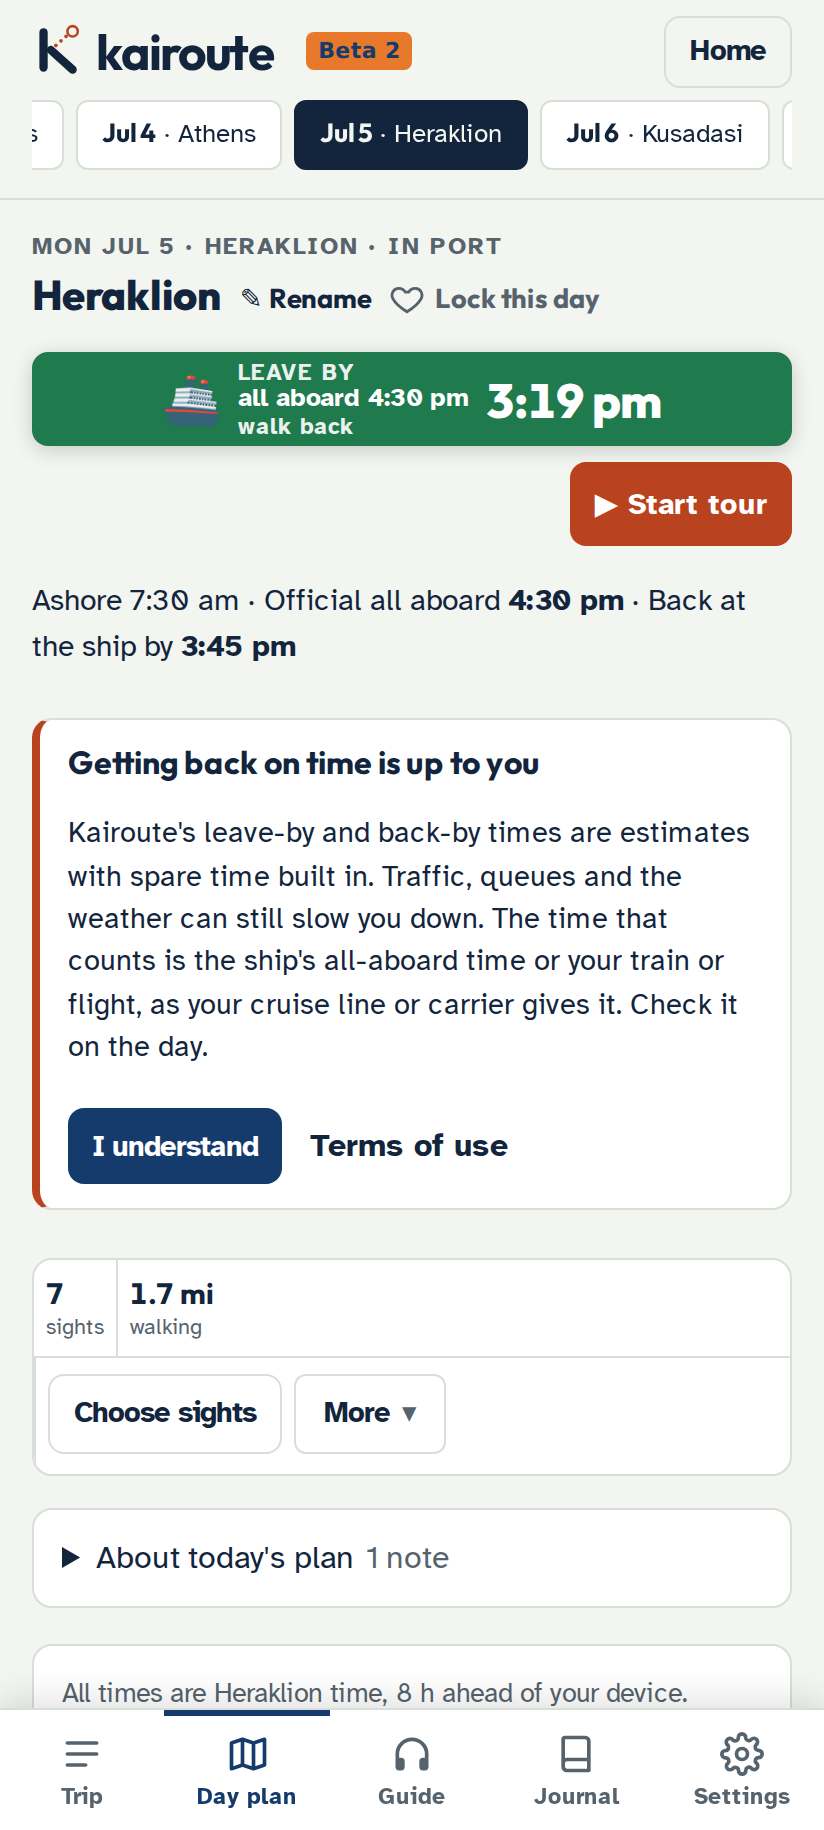 kairoute Beta 2 Home
s Jul 4 · Athens Jul 5 · Heraklion Jul 6 · Kusadasi
MON JUL 5 · HERAKLION · IN PORT
Heraklion ✎ Rename Lock this day
LEAVE BY
all aboard 4:30 pm 3:19 pm
walk back
▶ Start tour
Ashore 7:30 am · Official all aboard 4:30 pm · Back at
the ship by 3:45 pm
Getting back on time is up to you
Kairoute's leave-by and back-by times are estimates
with spare time built in. Traffic, queues and the
weather can still slow you down. The time that
counts is the ship's all-aboard time or your train or
flight, as your cruise line or carrier gives it. Check it
on the day.
I understand Terms of use
7 1.7 mi
sights walking
Choose sights More ▼
▶ About today's plan 1 note
All times are Heraklion time, 8 h ahead of your device.
Trip Day plan Guide Journal Settings